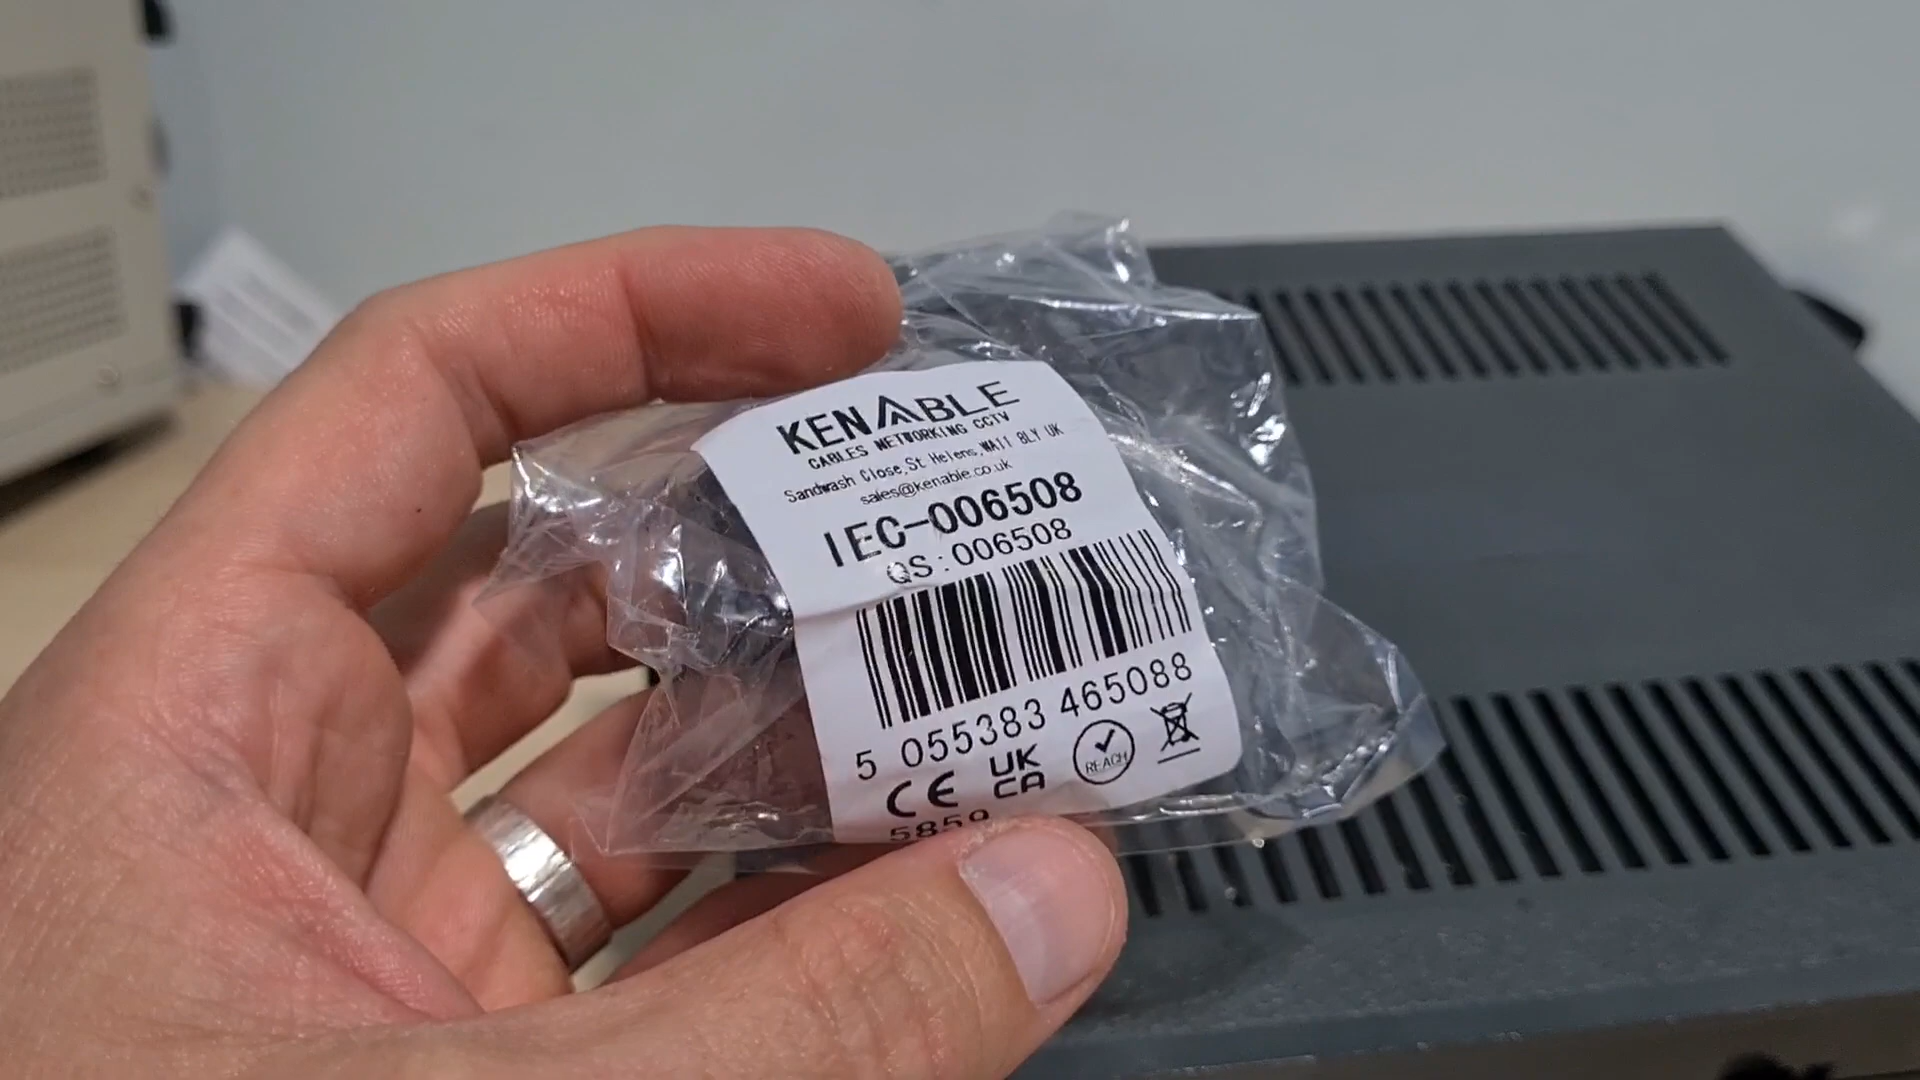 KENABLE
CABLES NETWORKING CCTV
Sandwash Close,St Helens,WA11 8LY UK
sales@kenable.co.uk
IEC-006508
QS:006508
5 055383 465088
CE UK CA REACH
5859